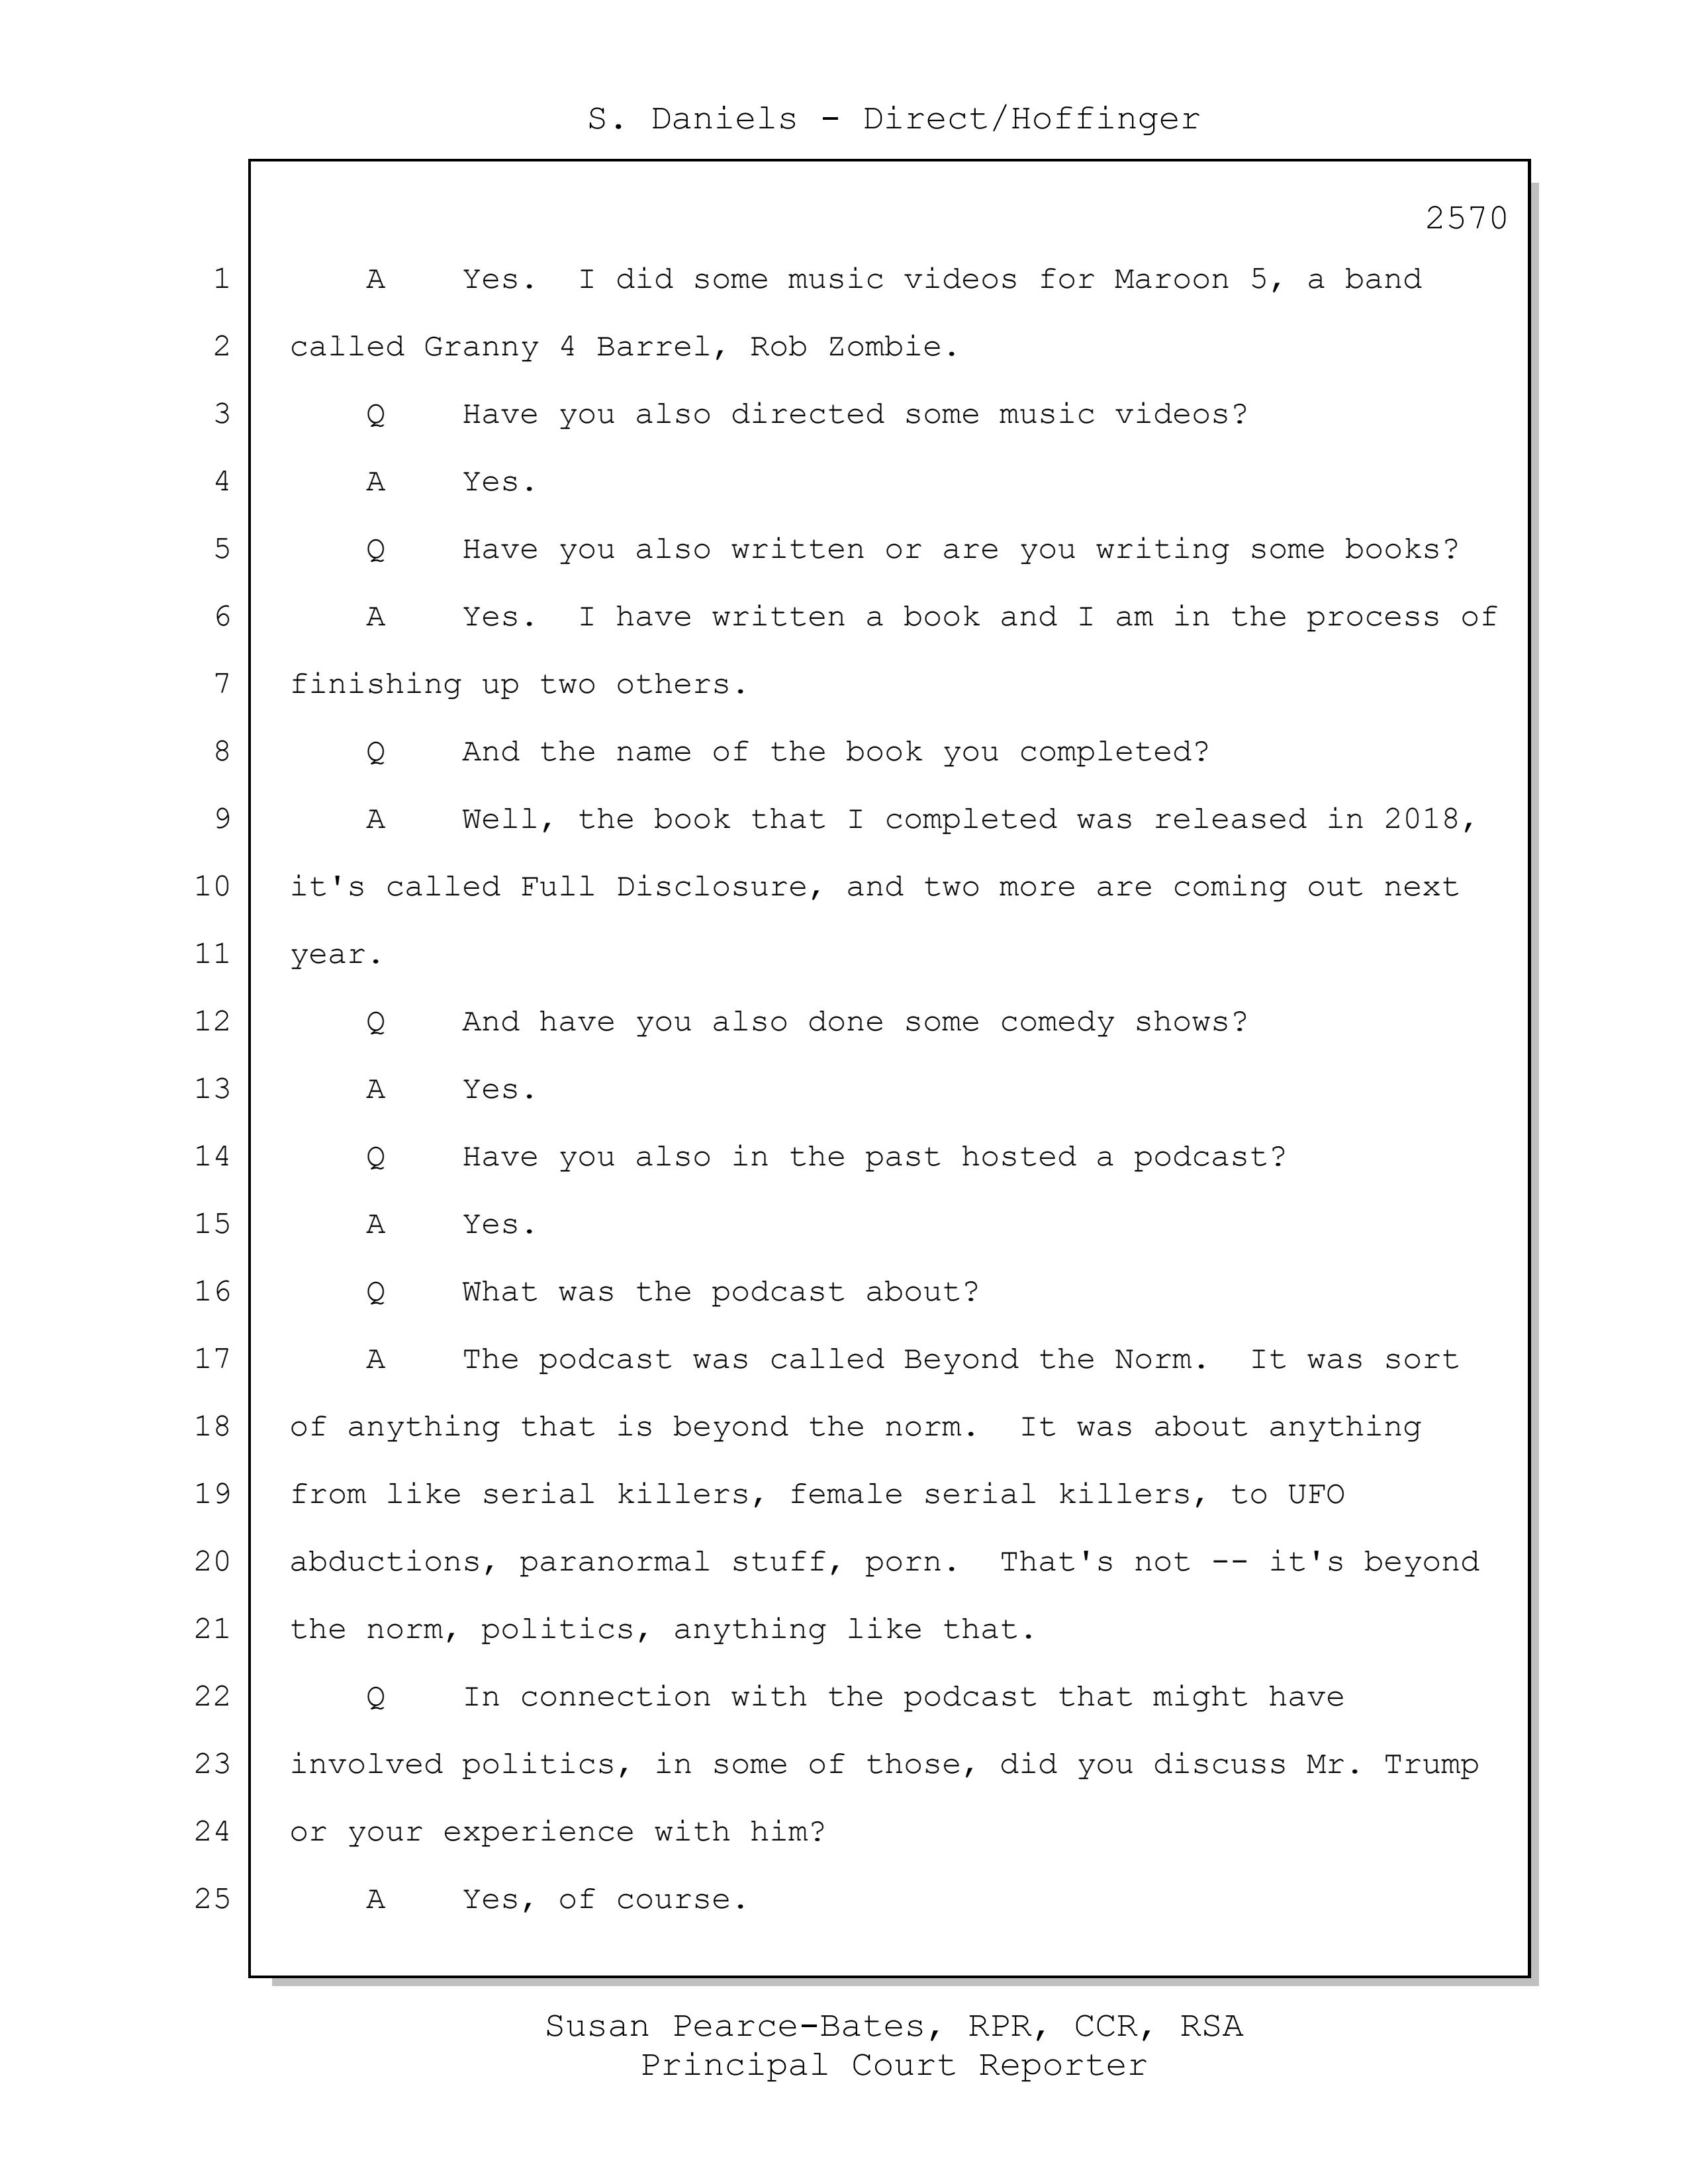 S. Daniels - Direct/Hoffinger
2570
1 A Yes. I did some music videos for Maroon 5, a band
2 called Granny 4 Barrel, Rob Zombie.
3 Q Have you also directed some music videos?
4 A Yes.
5 Q Have you also written or are you writing some books?
6 A Yes. I have written a book and I am in the process of
7 finishing up two others.
8 Q And the name of the book you completed?
9 A Well, the book that I completed was released in 2018,
10 it's called Full Disclosure, and two more are coming out next
11 year.
12 Q And have you also done some comedy shows?
13 A Yes.
14 Q Have you also in the past hosted a podcast?
15 A Yes.
16 Q What was the podcast about?
17 A The podcast was called Beyond the Norm. It was sort
18 of anything that is beyond the norm. It was about anything
19 from like serial killers, female serial killers, to UFO
20 abductions, paranormal stuff, porn. That's not -- it's beyond
21 the norm, politics, anything like that.
22 Q In connection with the podcast that might have
23 involved politics, in some of those, did you discuss Mr. Trump
24 or your experience with him?
25 A Yes, of course.
Susan Pearce-Bates, RPR, CCR, RSA
Principal Court Reporter